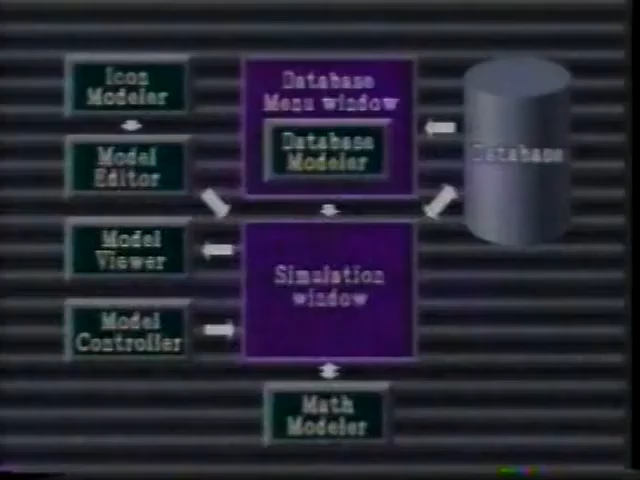 Icon
Modeler
Model
Editor
Model
Viewer
Model
Controller
Database
Menu window
Database
Modeler
Simulation
window
Math
Modeler
Database